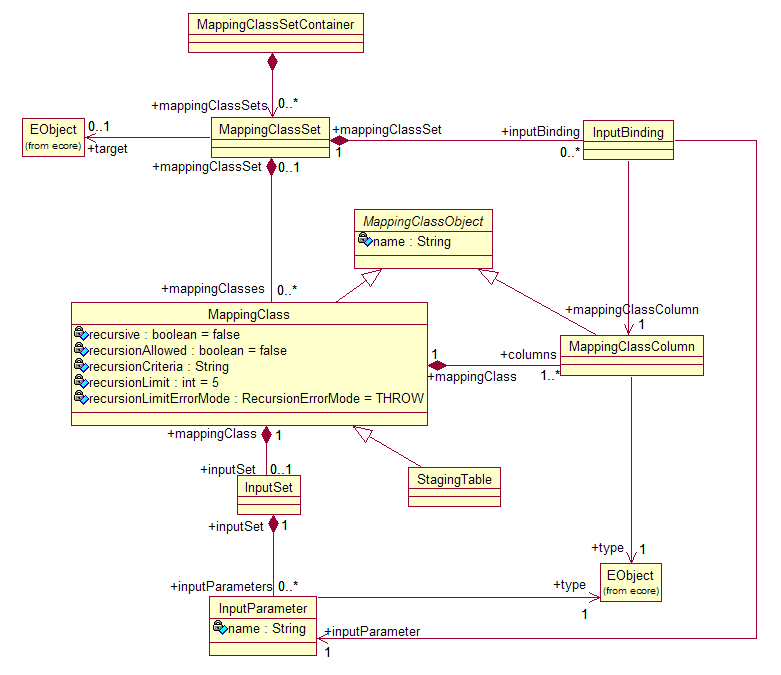 MappingClassSetContainer
+mappingClassSets
0..*
EObject
(from ecore)
0..1
+target
MappingClassSet
+mappingClassSet
1
+inputBinding
0..*
InputBinding
+mappingClassSet
0..1
MappingClassObject
name : String
+mappingClasses
0..*
+mappingClassColumn
1
MappingClass
recursive : boolean = false
recursionAllowed : boolean = false
recursionCriteria : String
recursionLimit : int = 5
recursionLimitErrorMode : RecursionErrorMode = THROW
1
+mappingClass
+columns
1..*
MappingClassColumn
+mappingClass
1
+inputSet
0..1
InputSet
StagingTable
+inputSet
1
+type
1
EObject
(from ecore)
+inputParameters
0..*
+type
1
InputParameter
name : String
+inputParameter
1